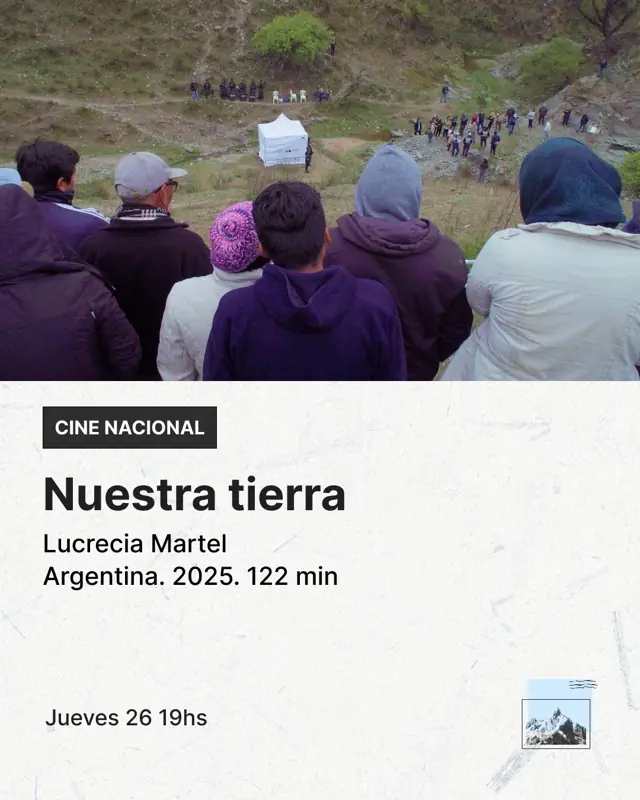 CINE NACIONAL
Nuestra tierra
Lucrecia Martel
Argentina. 2025. 122 min
Jueves 26 19hs